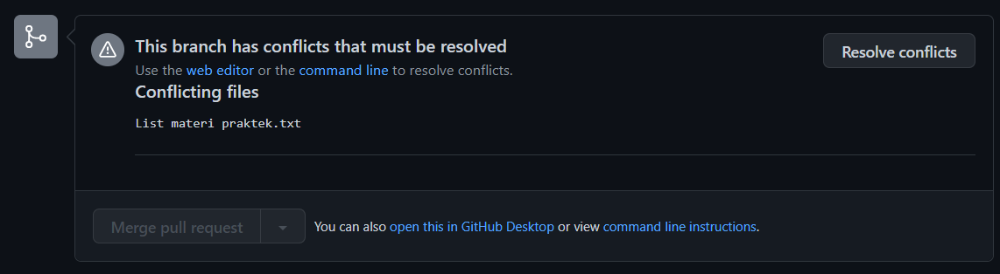 This branch has conflicts that must be resolved
Resolve conflicts
Use the web editor or the command line to resolve conflicts.
Conflicting files
List materi praktek.txt
Merge pull request
You can also open this in GitHub Desktop or view command line instructions.